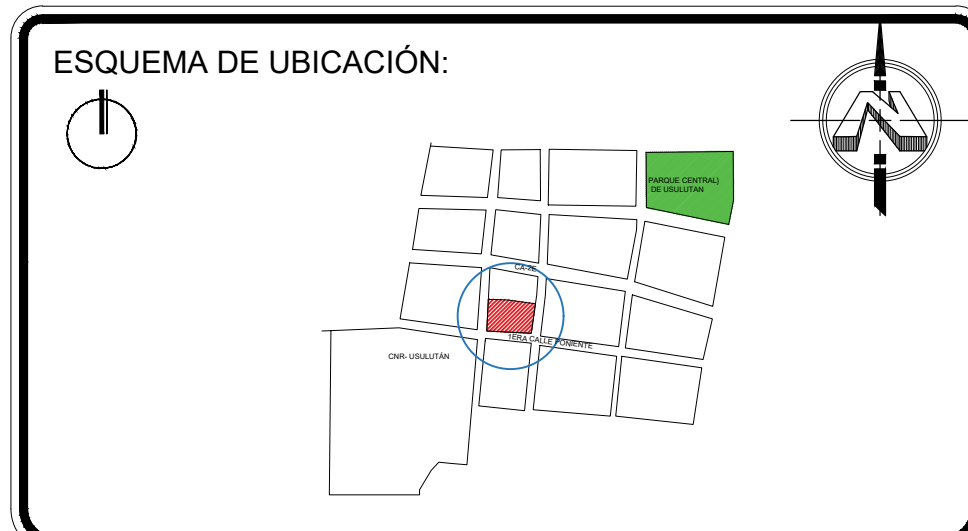 ESQUEMA DE UBICACIÓN:
N
PARQUE CENTRAL}
DE USULUTAN
CA-2E
1ERA CALLE PONIENTE
CNR- USULUTÁN